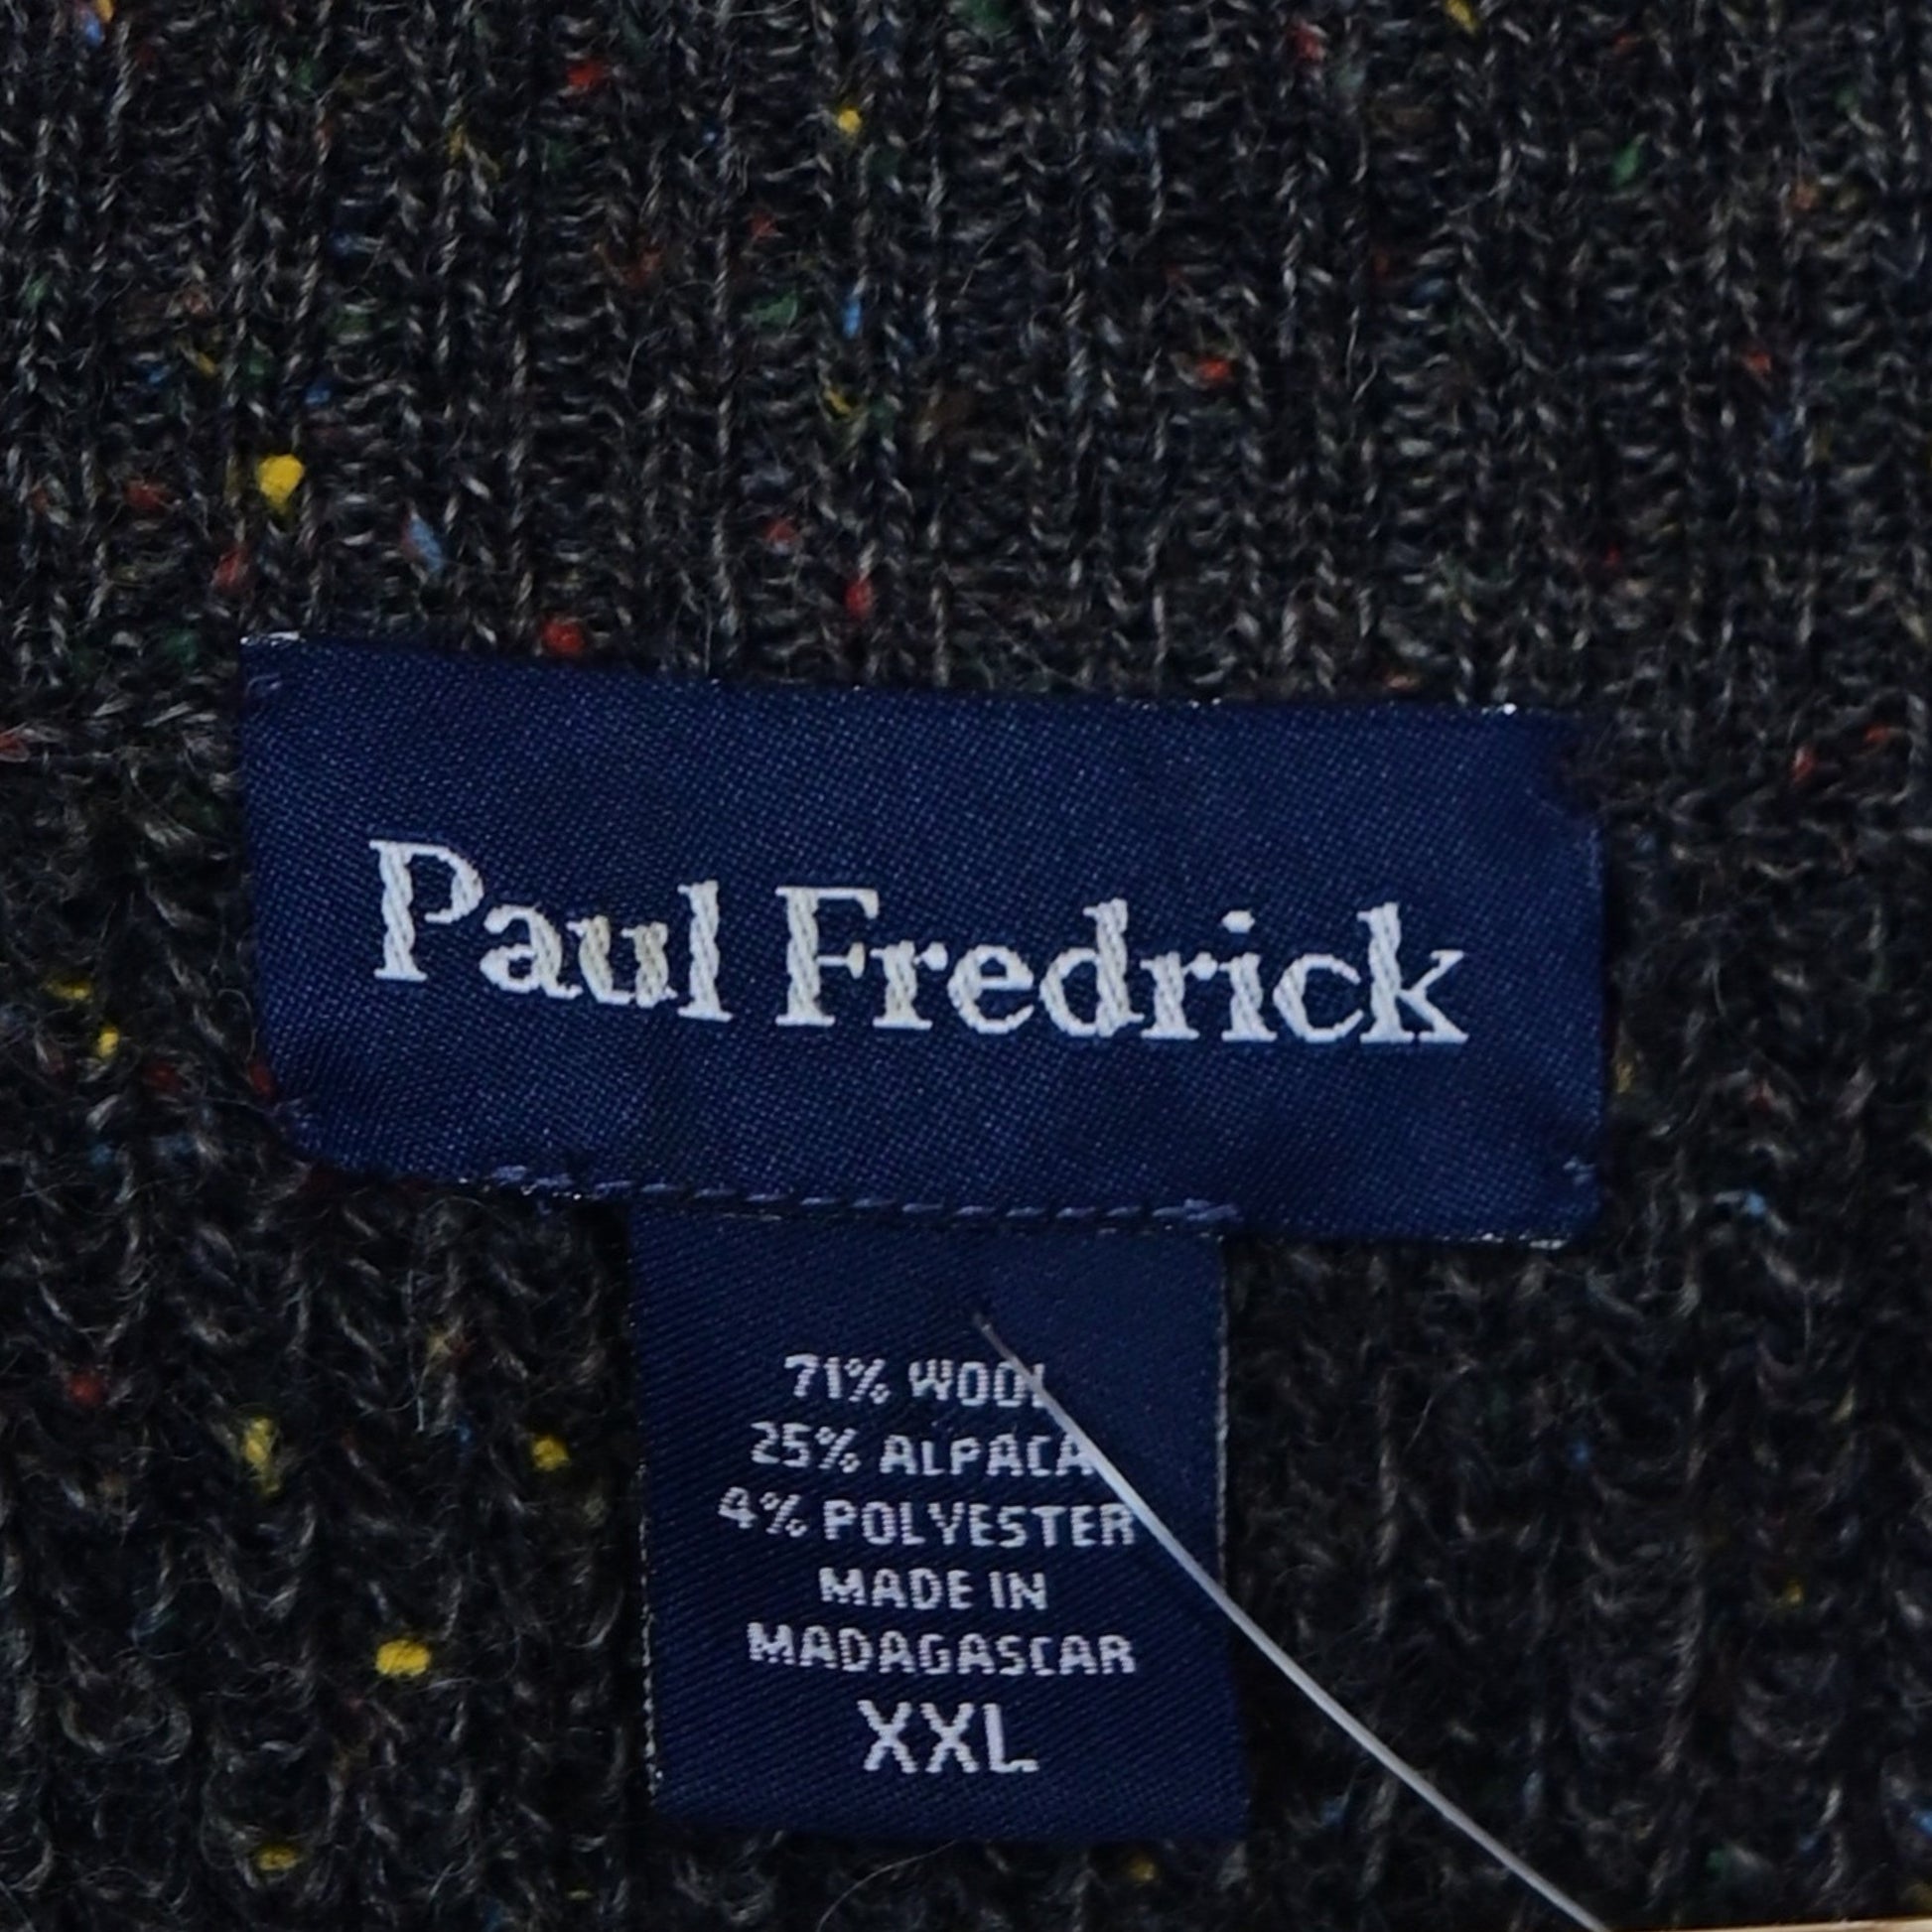 Paul Fredrick
71% WOOL
25% ALPACA
4% POLYESTER
MADE IN
MADAGASCAR
XXL